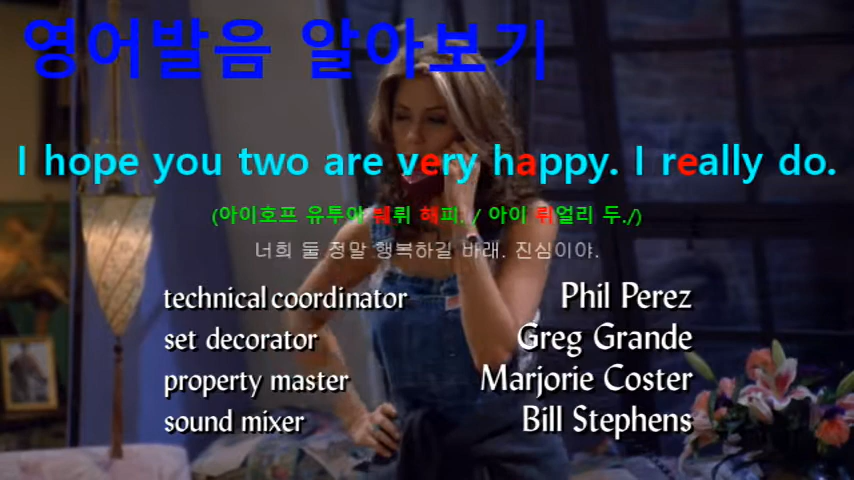 영어발음 알아보기
I hope you two are very happy. I really do.
(아이호프 유투아 붸뤼 해피. / 아이 뤼얼리 두./)
너희 둘 정말 행복하길 바래. 진심이야.
technical coordinator Phil Perez
set decorator Greg Grande
property master Marjorie Coster
sound mixer Bill Stephens